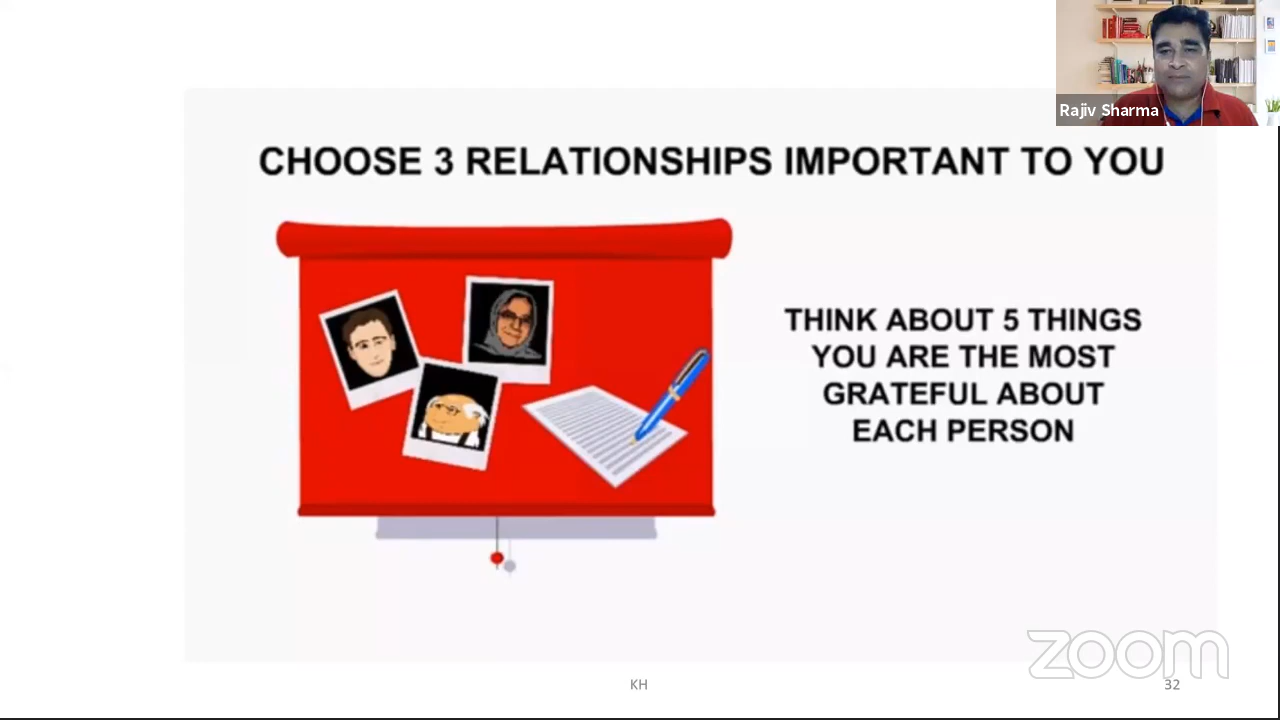 Rajiv Sharma
CHOOSE 3 RELATIONSHIPS IMPORTANT TO YOU
THINK ABOUT 5 THINGS
YOU ARE THE MOST
GRATEFUL ABOUT
EACH PERSON
zoom
KH
32